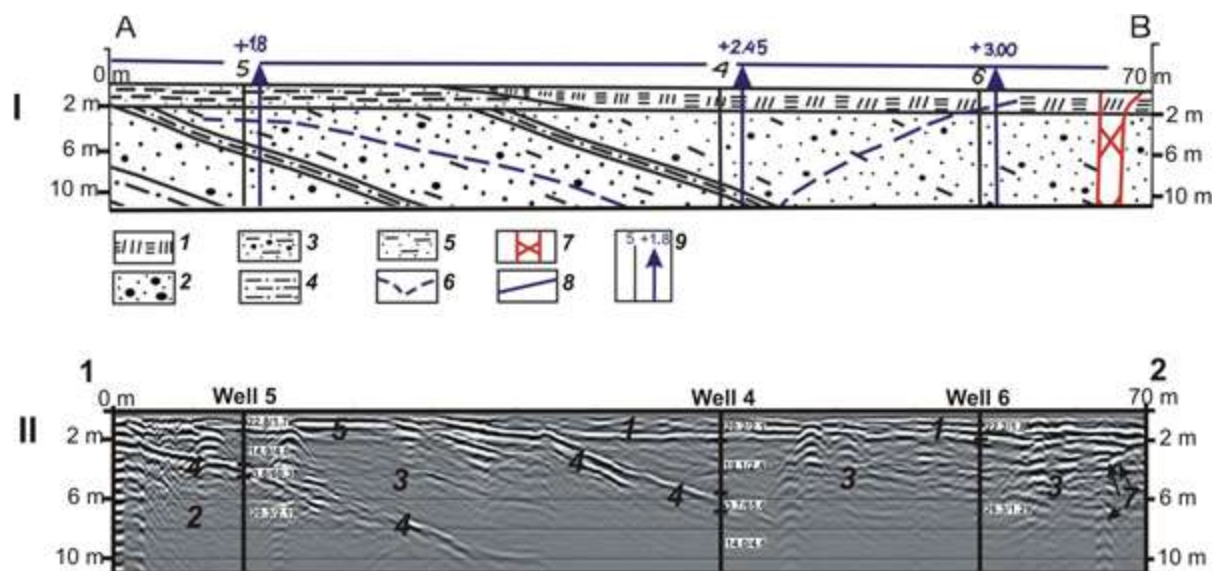 A B
+1.8 +2.45 +3.00
0 m 5 4 6 70 m
I
2 m 2 m
6 m 6 m
10 m 10 m
1 3 5 7 5 +1.8 9
2 4 6 8
1 2
0 m Well 5 Well 4 Well 6 70 m
II
5 1 1
2 m 2 m
4 4
3 3 3
4 7
6 m 6 m
2
4
10 m 10 m